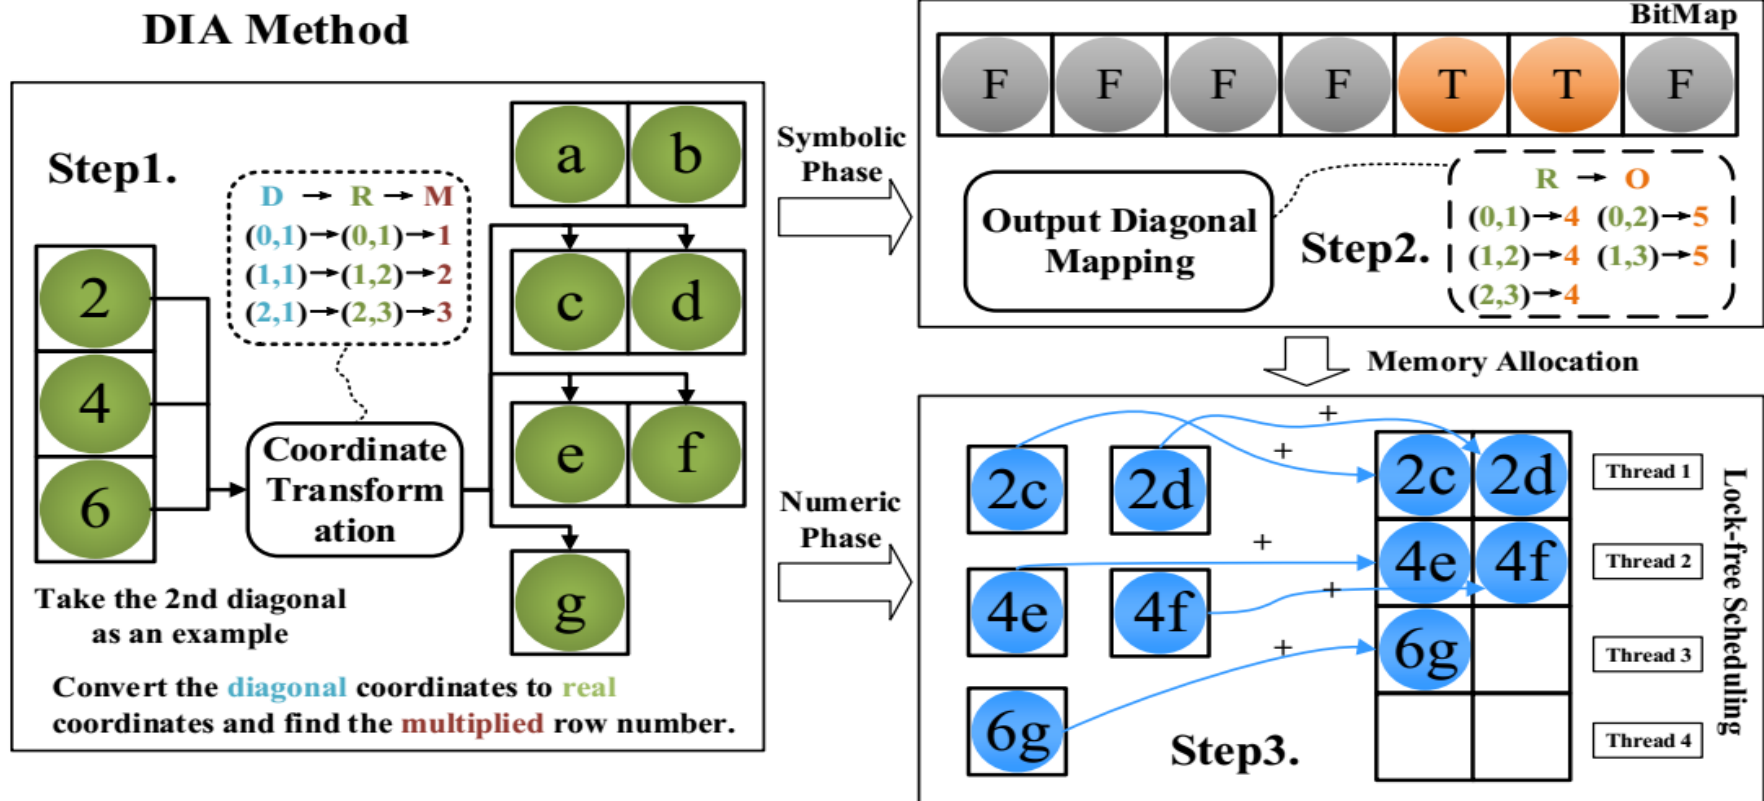 DIA Method
Step1.
D → R → M
(0,1)→(0,1)→1
(1,1)→(1,2)→2
(2,1)→(2,3)→3
2
4
6
Coordinate
Transform
ation
a b
c d
e f
g
Take the 2nd diagonal
as an example
Convert the diagonal coordinates to real
coordinates and find the multiplied row number.
Symbolic
Phase
Numeric
Phase
BitMap
F F F F T T F
Output Diagonal
Mapping
Step2.
R → O
(0,1)→4 (0,2)→5
(1,2)→4 (1,3)→5
(2,3)→4
Memory Allocation
2c 2d
4e 4f
6g
+
+
+
+
+
2c 2d
4e 4f
6g
Thread 1
Thread 2
Thread 3
Thread 4
Lock-free Scheduling
Step3.